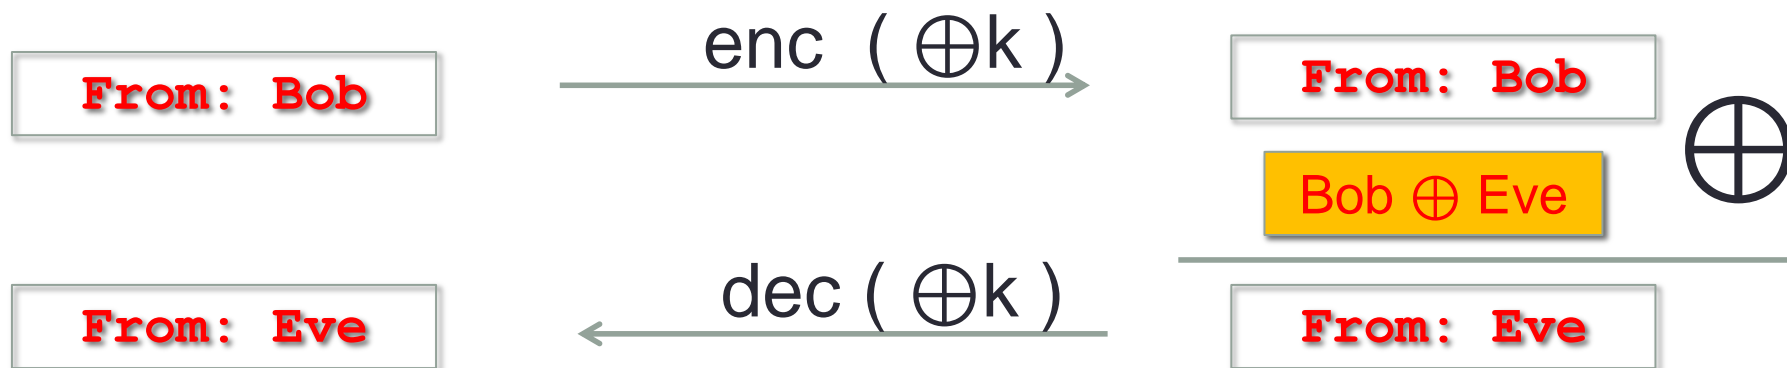 From: Bob
enc ( ⊕k )
From: Bob
⊕
Bob ⊕ Eve
From: Eve
dec ( ⊕k )
From: Eve